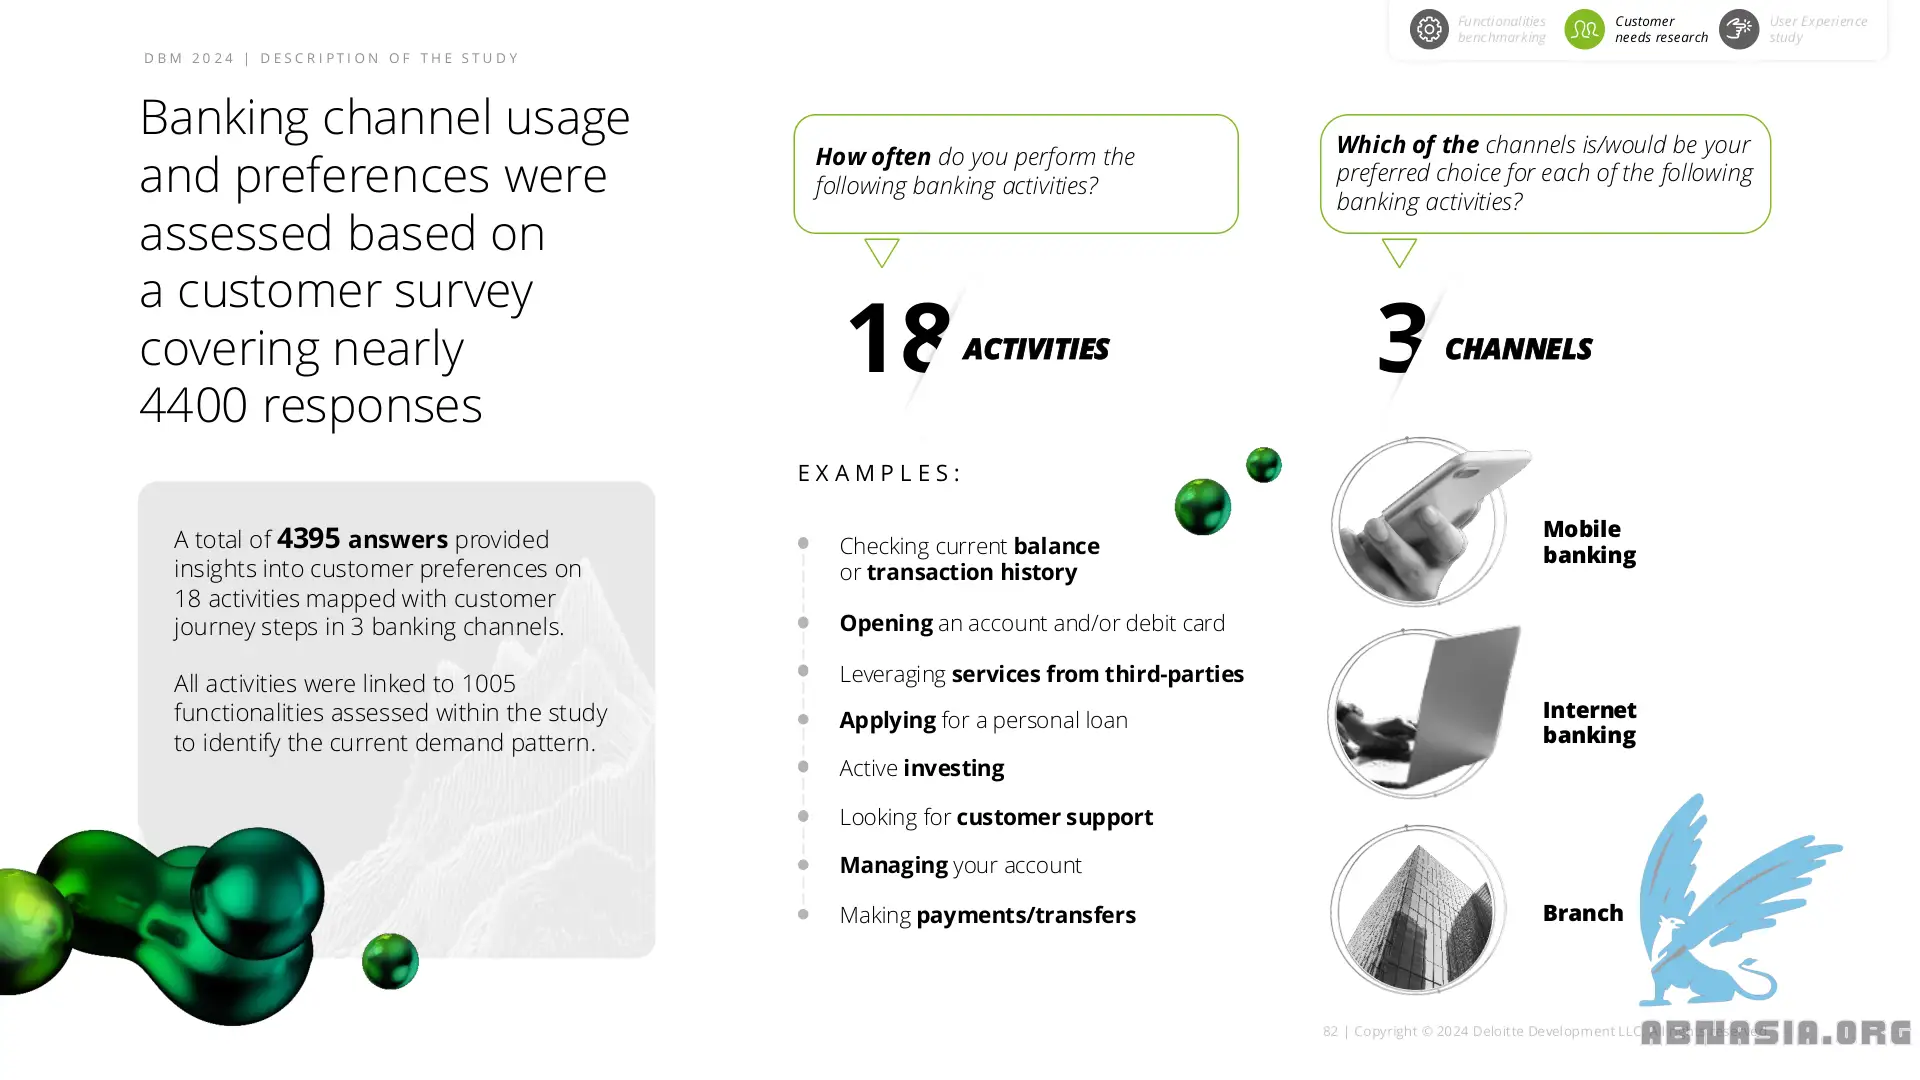 Functionalities
benchmarking
Customer
needs research
User Experience
study
DBM 2024 | DESCRIPTION OF THE STUDY
Banking channel usage
and preferences were
assessed based on
a customer survey
covering nearly
4400 responses
A total of 4395 answers provided
insights into customer preferences on
18 activities mapped with customer
journey steps in 3 banking channels.
All activities were linked to 1005
functionalities assessed within the study
to identify the current demand pattern.
How often do you perform the
following banking activities?
18 ACTIVITIES
EXAMPLES:
Checking current balance
or transaction history
Opening an account and/or debit card
Leveraging services from third-parties
Applying for a personal loan
Active investing
Looking for customer support
Managing your account
Making payments/transfers
Which of the channels is/would be your
preferred choice for each of the following
banking activities?
3 CHANNELS
Mobile
banking
Internet
banking
Branch
82 | Copyright © 2024 Deloitte Development LLC. All rights reserved.
ABIWASIA.ORG